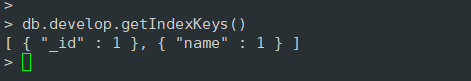 >
> db.develop.getIndexKeys()
[ { "_id" : 1 }, { "name" : 1 } ]
>